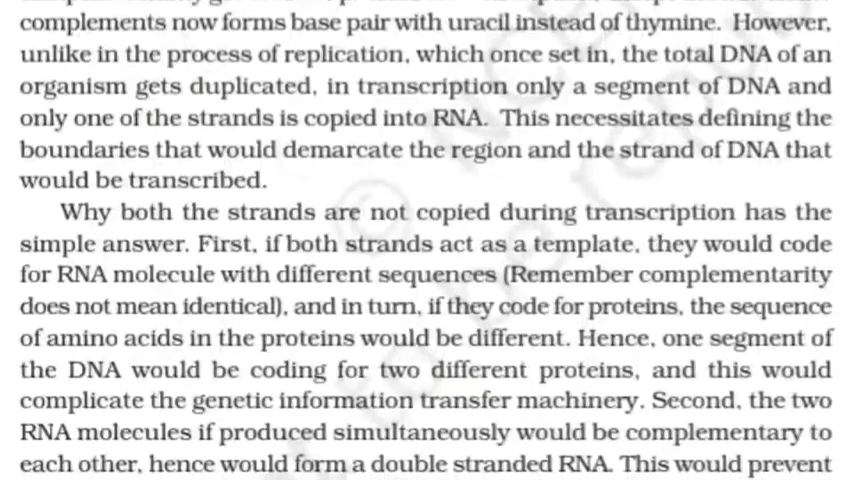 complements now forms base pair with uracil instead of thymine. However,
unlike in the process of replication, which once set in, the total DNA of an
organism gets duplicated, in transcription only a segment of DNA and
only one of the strands is copied into RNA. This necessitates defining the
boundaries that would demarcate the region and the strand of DNA that
would be transcribed.
Why both the strands are not copied during transcription has the
simple answer. First, if both strands act as a template, they would code
for RNA molecule with different sequences (Remember complementarity
does not mean identical), and in turn, if they code for proteins, the sequence
of amino acids in the proteins would be different. Hence, one segment of
the DNA would be coding for two different proteins, and this would
complicate the genetic information transfer machinery. Second, the two
RNA molecules if produced simultaneously would be complementary to
each other, hence would form a double stranded RNA. This would prevent